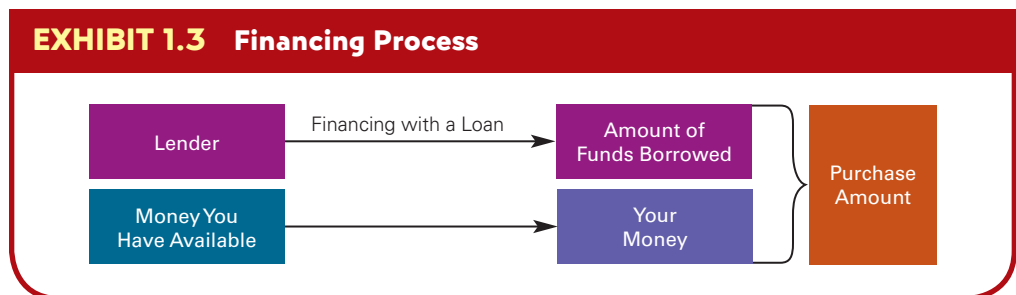 EXHIBIT 1.3 Financing Process
Lender
Financing with a Loan
Amount of
Funds Borrowed
Money You
Have Available
Your
Money
Purchase
Amount